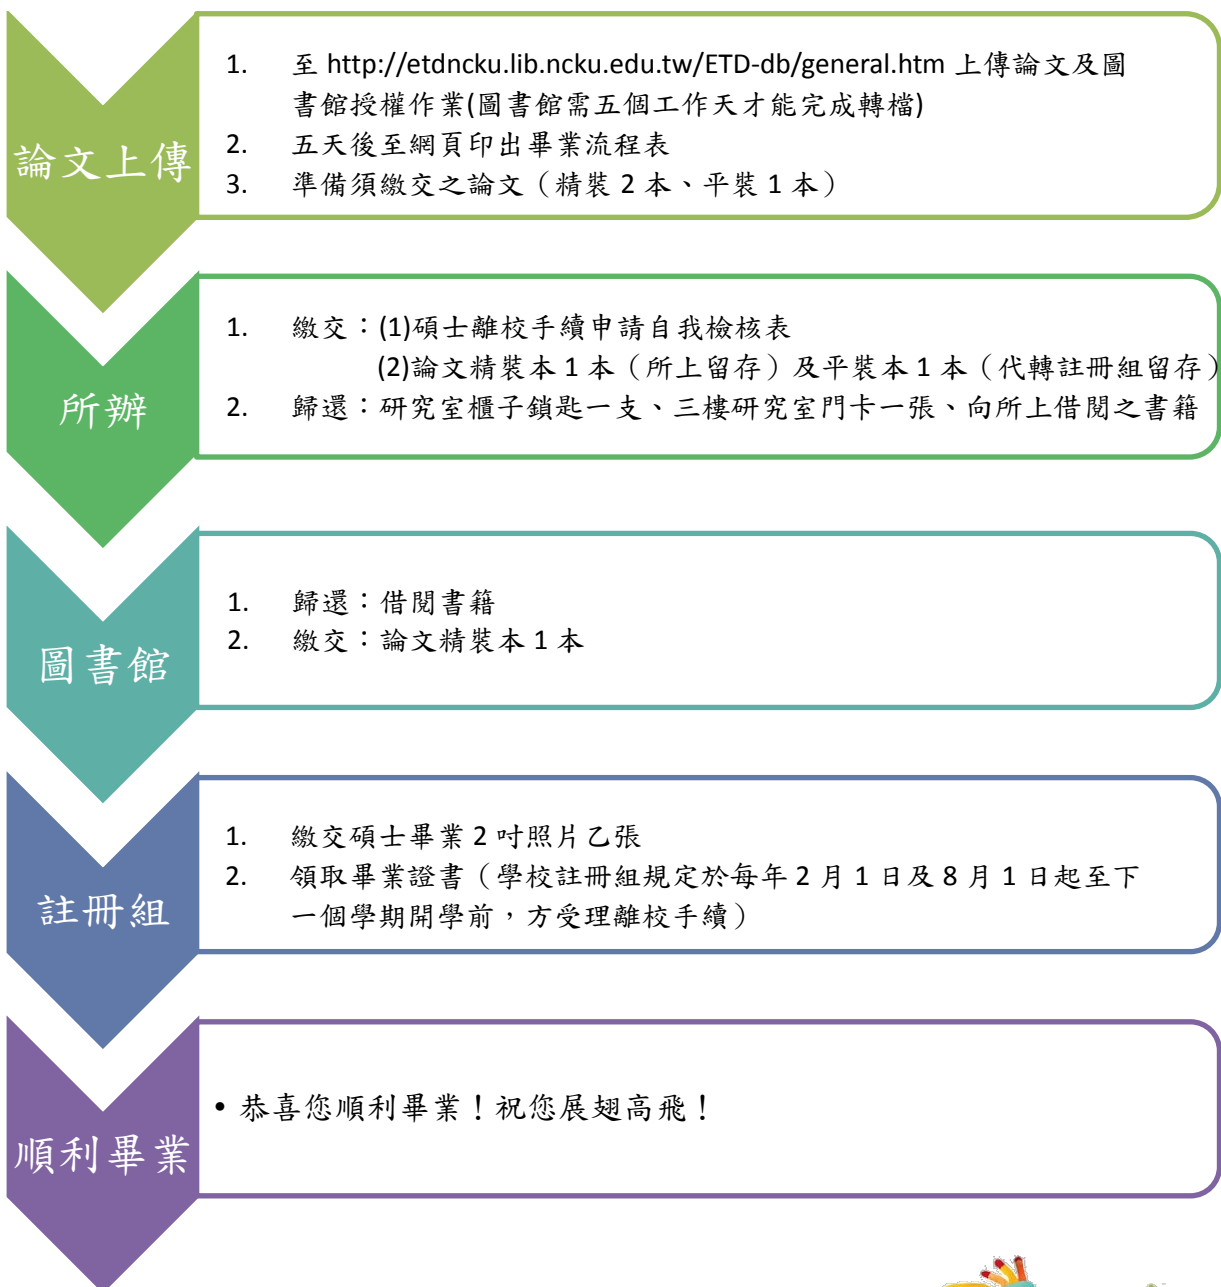 論文上傳
1. 至 http://etdncku.lib.ncku.edu.tw/ETD-db/general.htm 上傳論文及圖
書館授權作業(圖書館需五個工作天才能完成轉檔)
2. 五天後至網頁印出畢業流程表
3. 準備須繳交之論文（精裝 2 本、平裝 1 本）
所辦
1. 繳交：(1)碩士離校手續申請自我檢核表
(2)論文精裝本 1 本（所上留存）及平裝本 1 本（代轉註冊組留存）
2. 歸還：研究室櫃子鎖匙一支、三樓研究室門卡一張、向所上借閱之書籍
圖書館
1. 歸還：借閱書籍
2. 繳交：論文精裝本 1 本
註冊組
1. 繳交碩士畢業 2 吋照片乙張
2. 領取畢業證書（學校註冊組規定於每年 2 月 1 日及 8 月 1 日起至下
一個學期開學前，方受理離校手續）
順利畢業
• 恭喜您順利畢業！祝您展翅高飛！